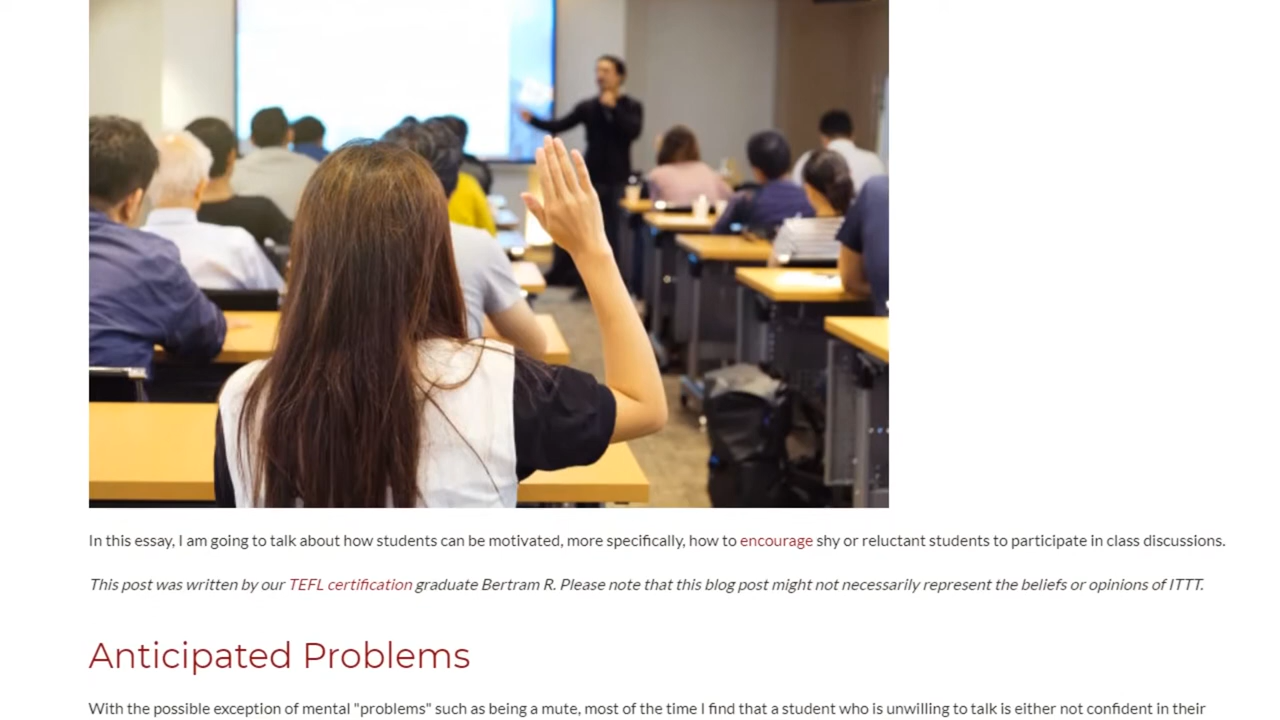 In this essay, I am going to talk about how students can be motivated, more specifically, how to encourage shy or reluctant students to participate in class discussions.
This post was written by our TEFL certification graduate Bertram R. Please note that this blog post might not necessarily represent the beliefs or opinions of ITTT.
Anticipated Problems
With the possible exception of mental "problems" such as being a mute, most of the time I find that a student who is unwilling to talk is either not confident in their